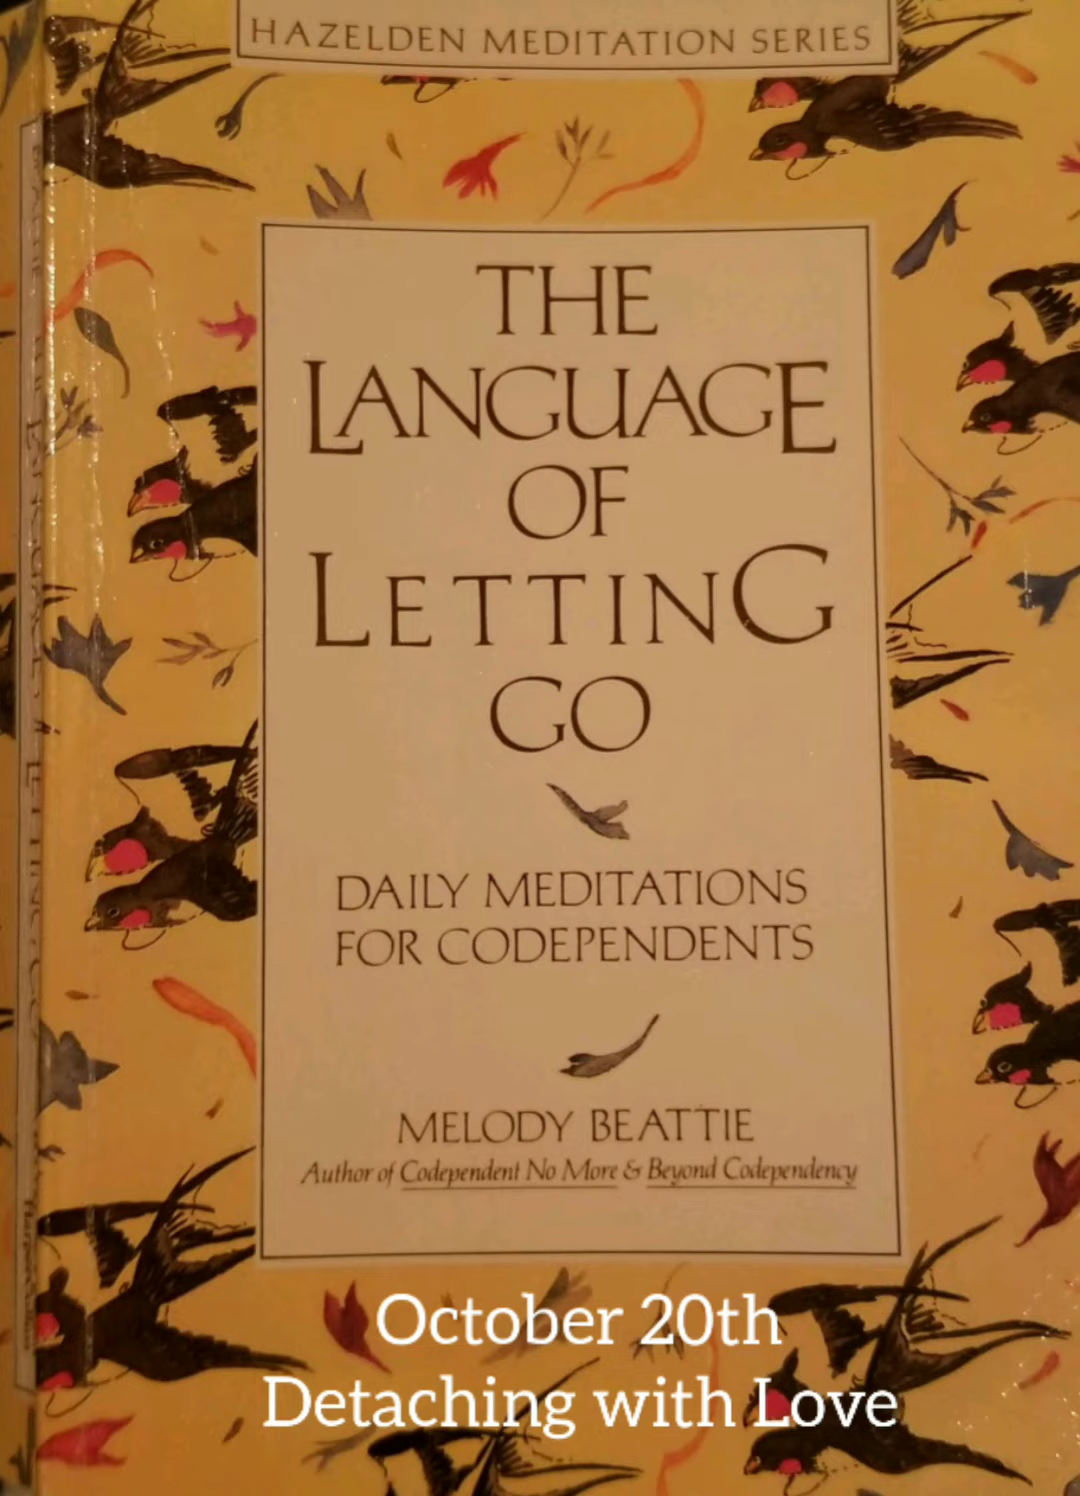 HAZELDEN MEDITATION SERIES
THE
LANGUAGE
OF
LETTING
GO
DAILY MEDITATIONS
FOR CODEPENDENTS
MELODY BEATTIE
Author of Codependent No More & Beyond Codependency
October 20th
Detaching with Love